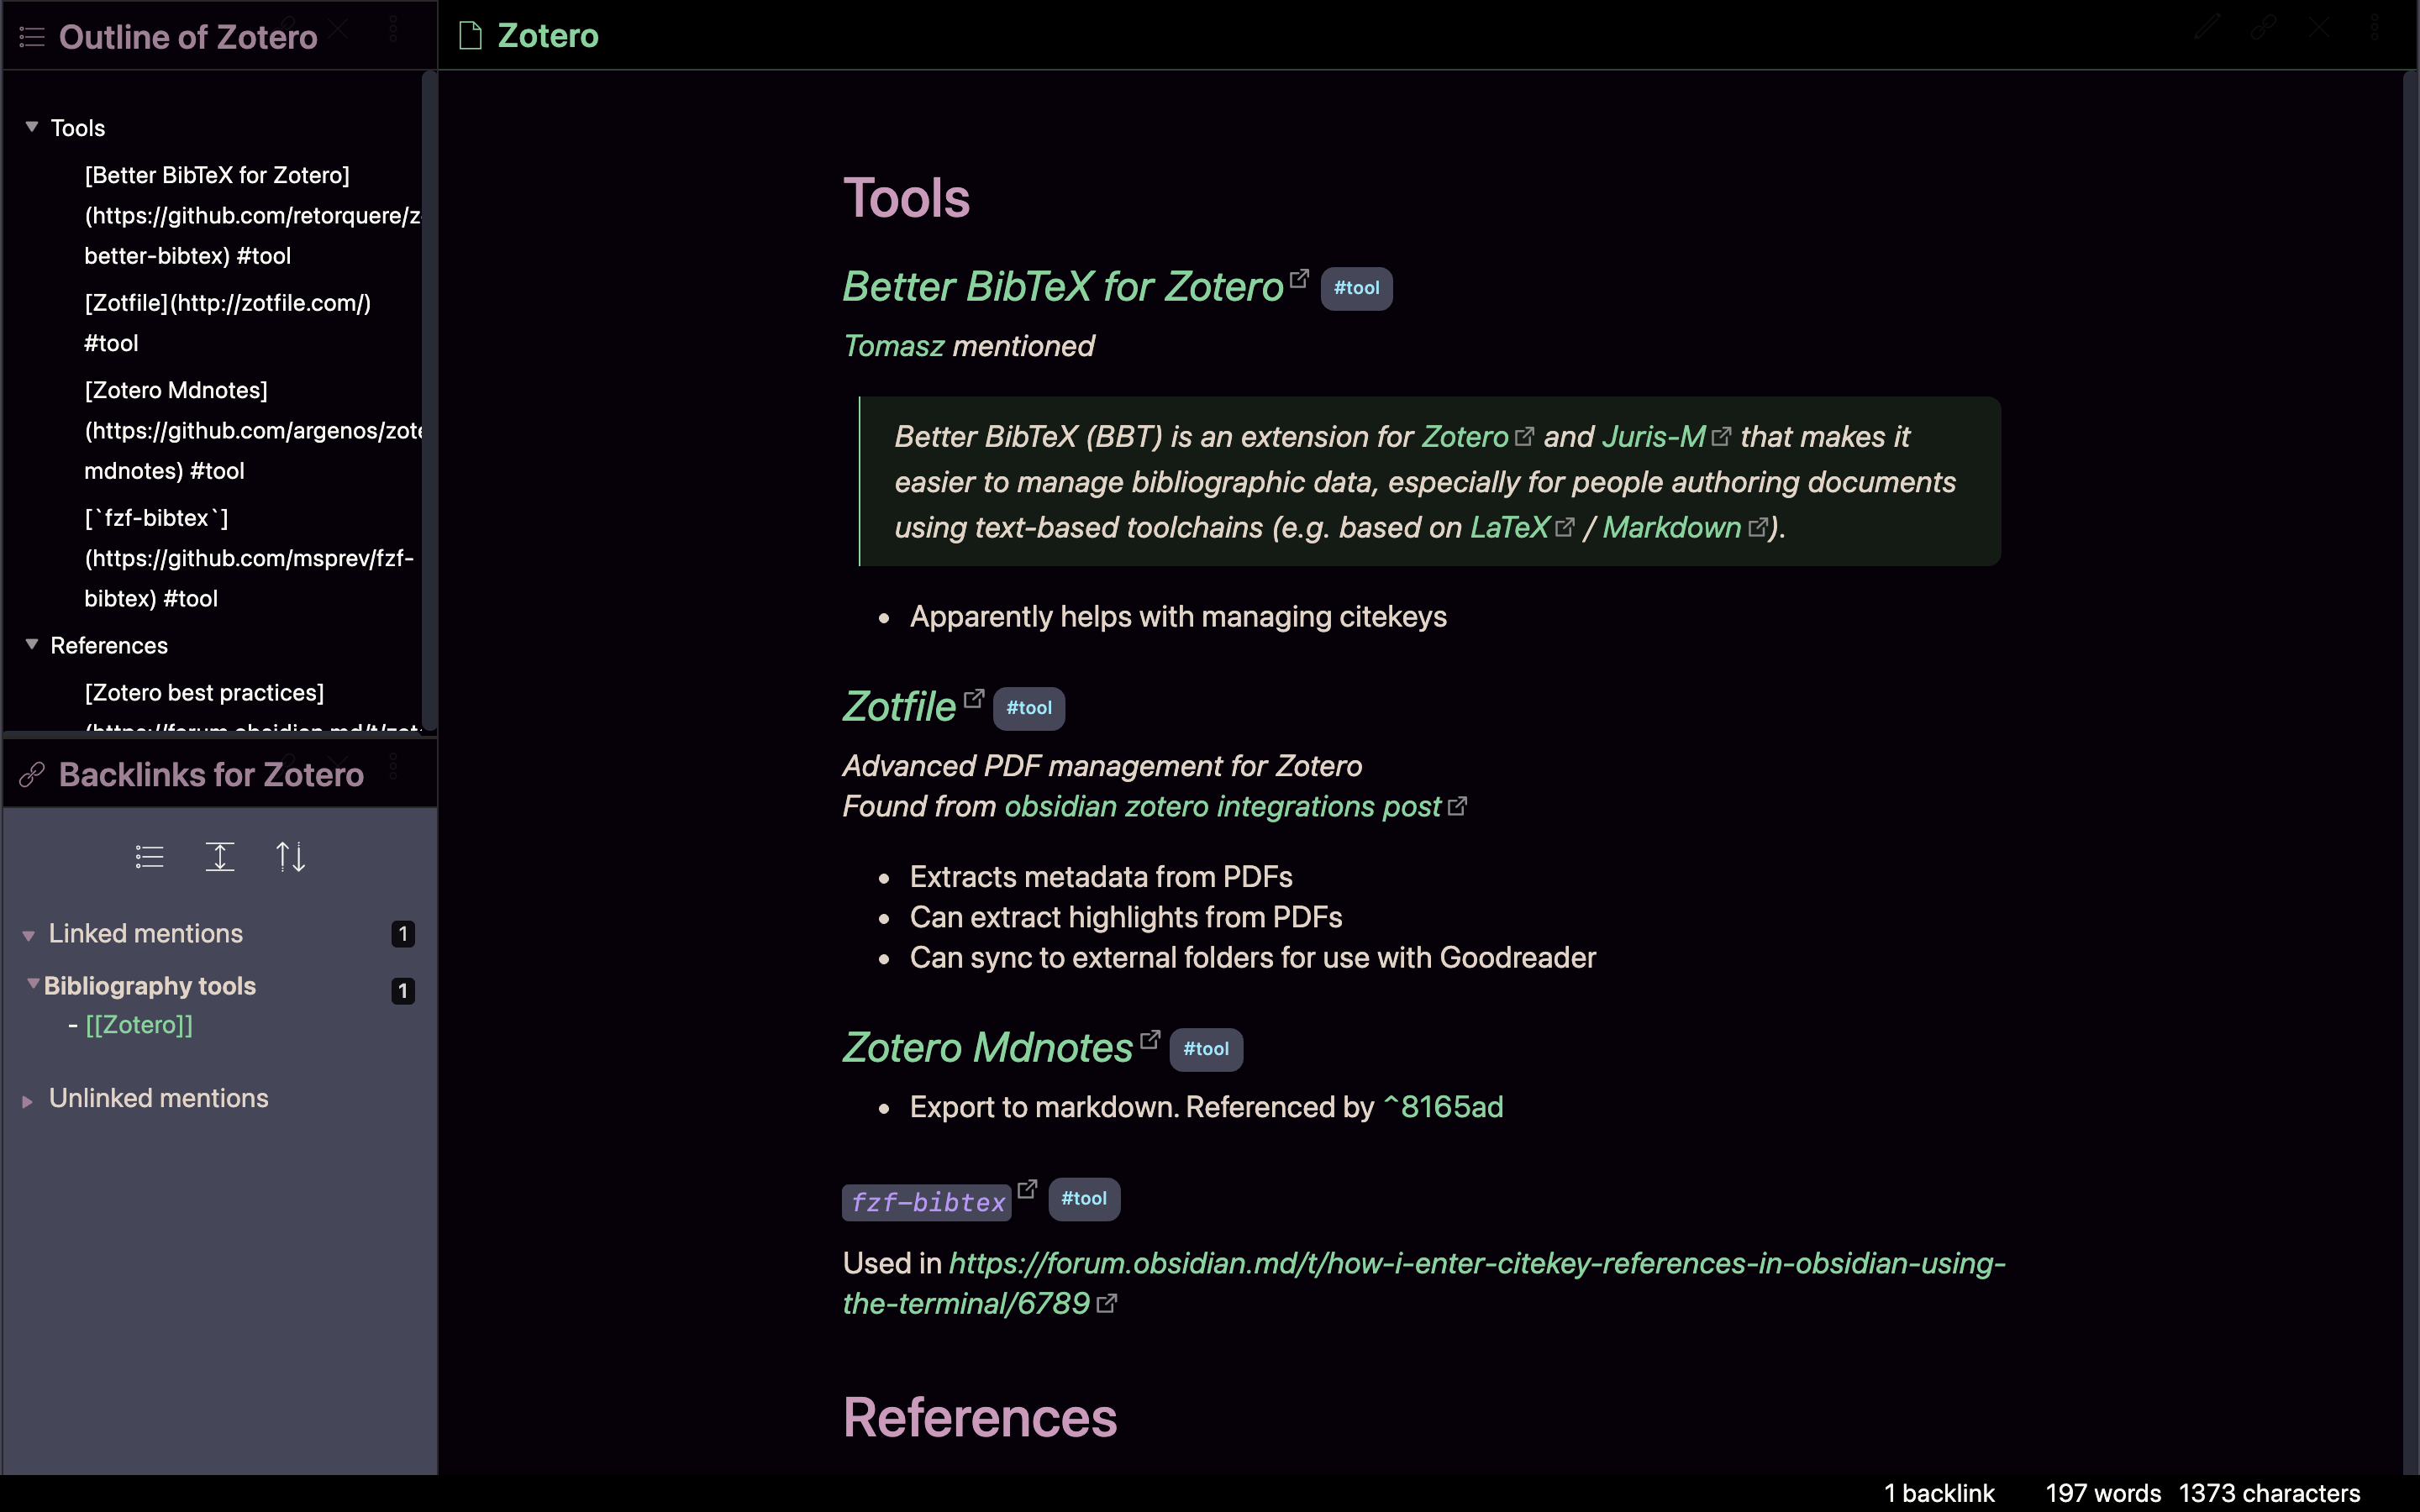 Outline of Zotero
Tools
[Better BibTeX for Zotero]
(https://github.com/retorquere/z
better-bibtex) #tool
[Zotfile](http://zotfile.com/)
#tool
[Zotero Mdnotes]
(https://github.com/argenos/zote
mdnotes) #tool
[`fzf-bibtex`]
(https://github.com/msprev/fzf-
bibtex) #tool
References
[Zotero best practices]
(https://forum.obsidian.md/t/zot
Backlinks for Zotero
Linked mentions 1
Bibliography tools 1
- [[Zotero]]
Unlinked mentions
Zotero
Tools
Better BibTeX for Zotero #tool
Tomasz mentioned
Better BibTeX (BBT) is an extension for Zotero and Juris-M that makes it
easier to manage bibliographic data, especially for people authoring documents
using text-based toolchains (e.g. based on LaTeX / Markdown).
• Apparently helps with managing citekeys
Zotfile #tool
Advanced PDF management for Zotero
Found from obsidian zotero integrations post
• Extracts metadata from PDFs
• Can extract highlights from PDFs
• Can sync to external folders for use with Goodreader
Zotero Mdnotes #tool
• Export to markdown. Referenced by ^8165ad
fzf-bibtex #tool
Used in https://forum.obsidian.md/t/how-i-enter-citekey-references-in-obsidian-using-
the-terminal/6789
References
1 backlink 197 words 1373 characters